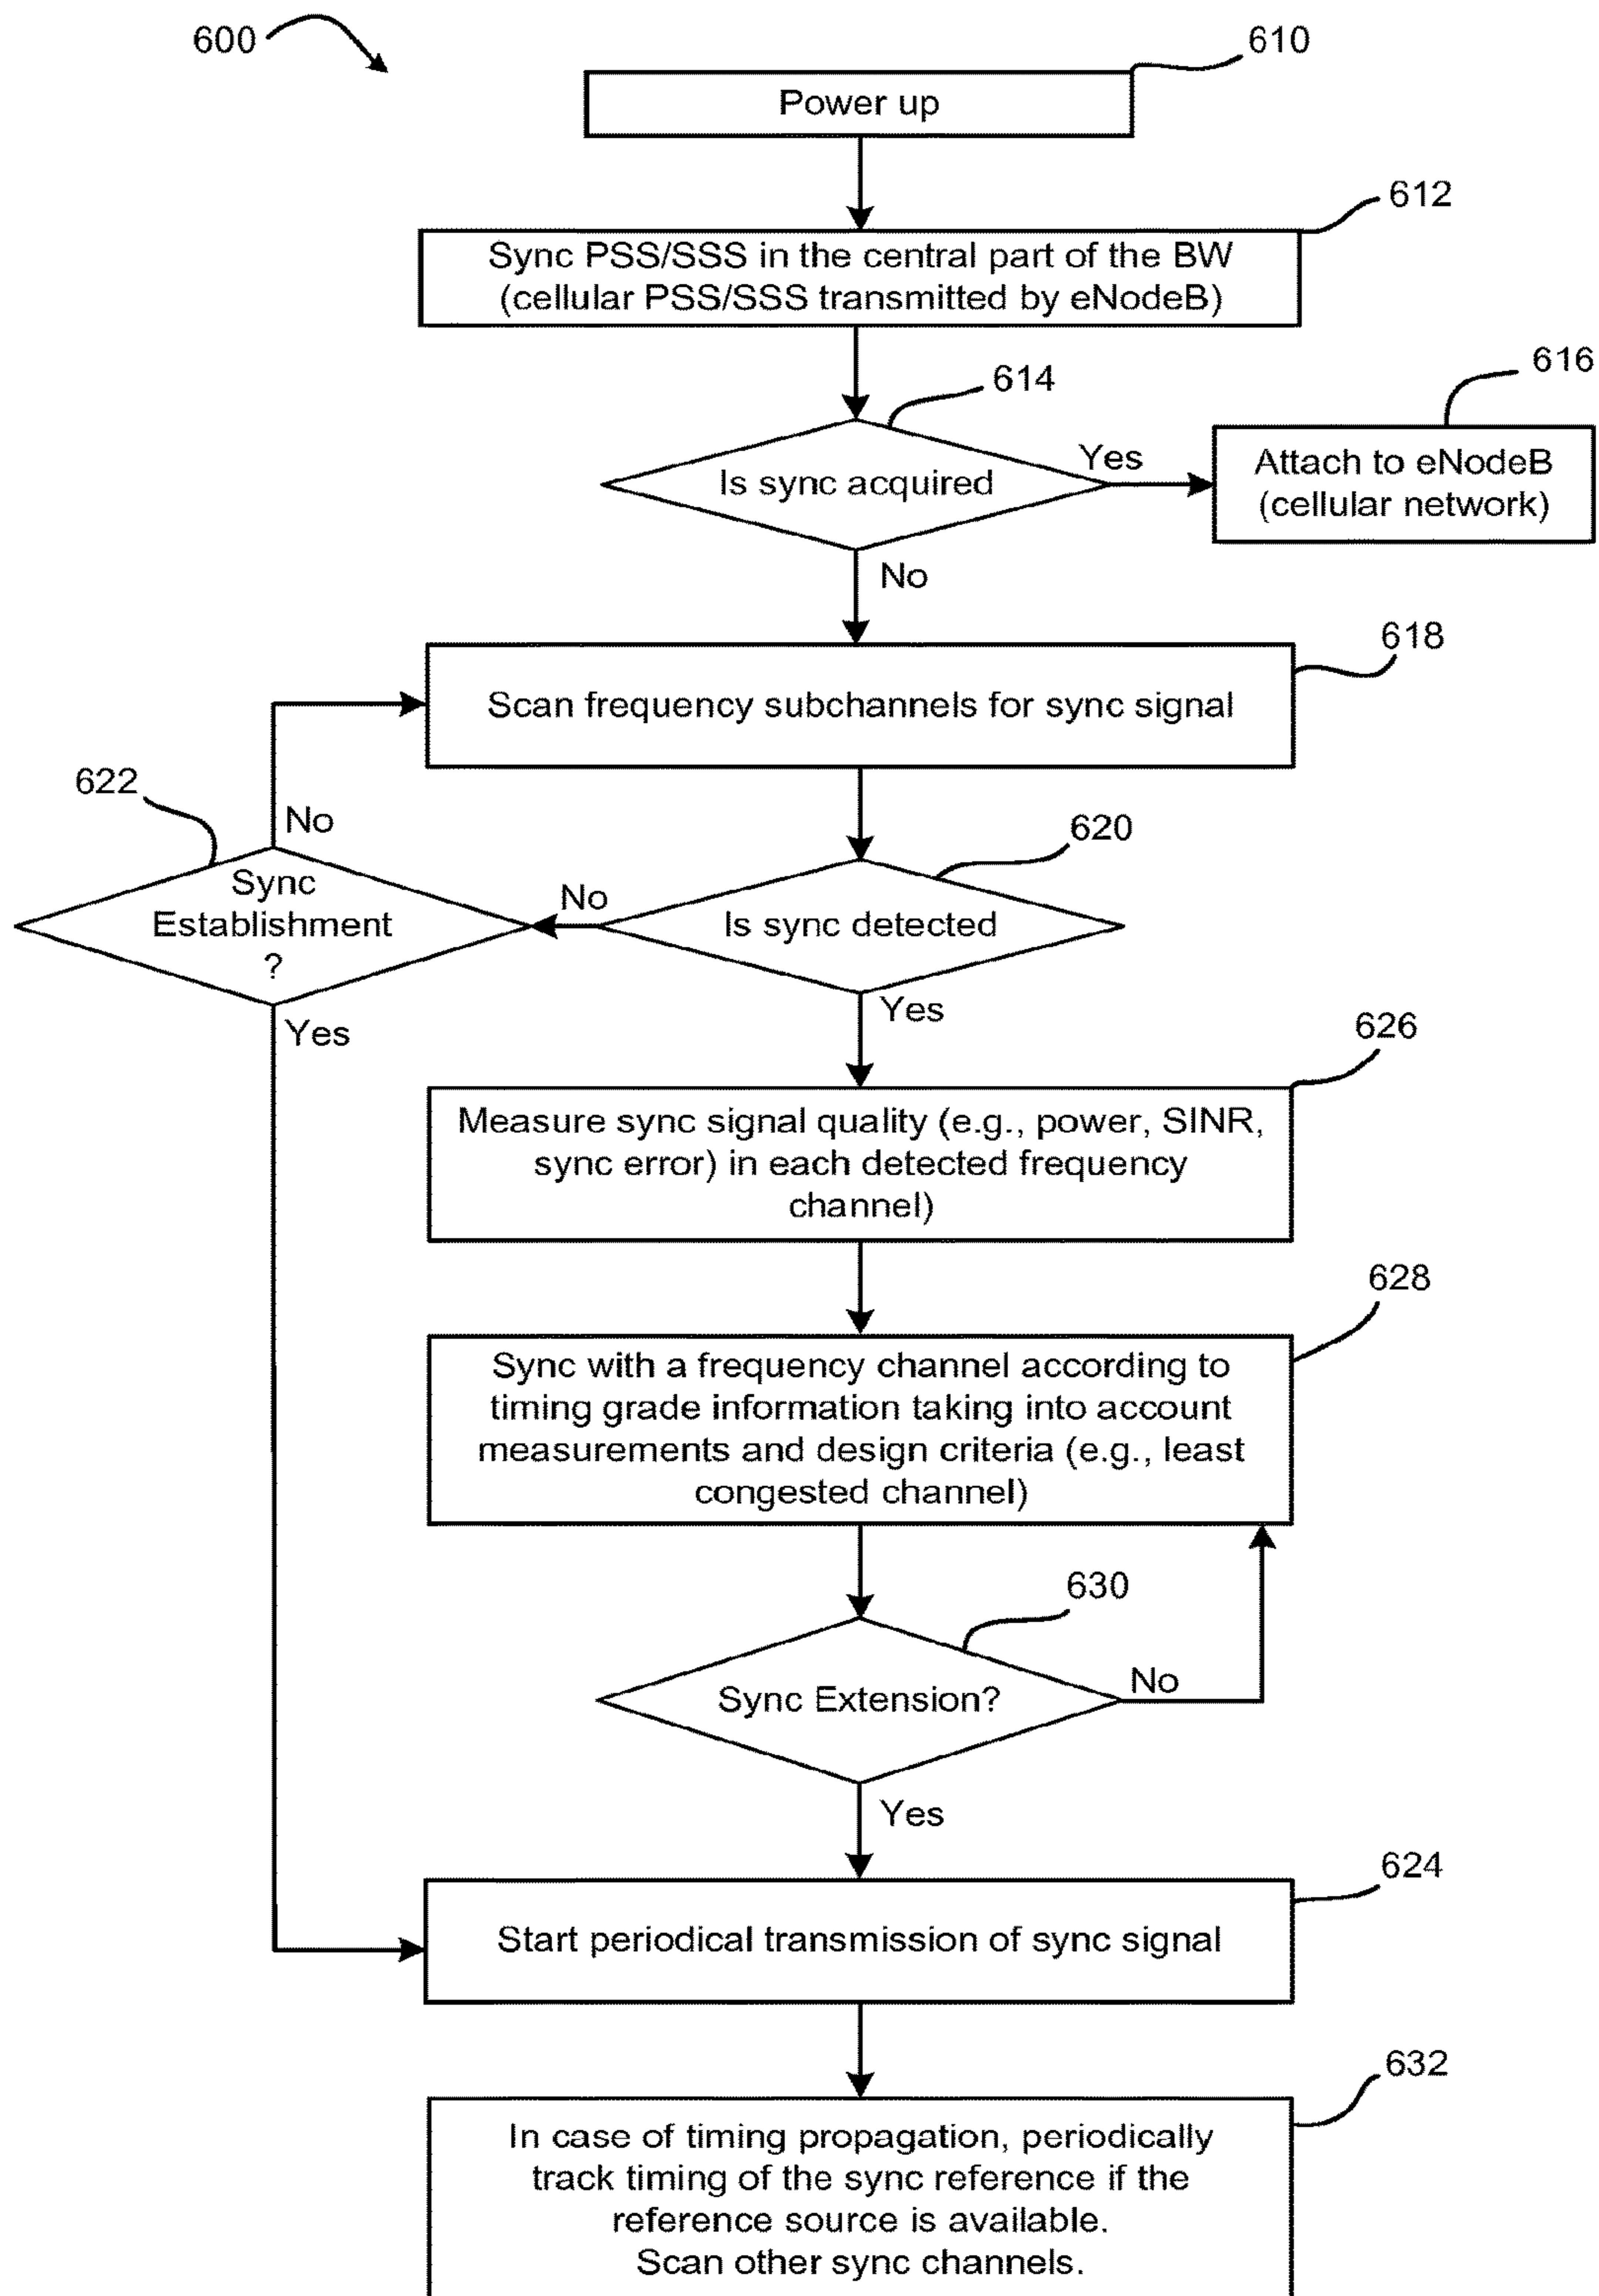 600
610
Power up
612
Sync PSS/SSS in the central part of the BW
(cellular PSS/SSS transmitted by eNodeB)
614
616
Is sync acquired
Yes
Attach to eNodeB
(cellular network)
No
618
Scan frequency subchannels for sync signal
622
No
620
Sync
Establishment
?
No
Is sync detected
Yes
Yes
626
Measure sync signal quality (e.g., power, SINR,
sync error) in each detected frequency
channel)
628
Sync with a frequency channel according to
timing grade information taking into account
measurements and design criteria (e.g., least
congested channel)
630
Sync Extension?
No
Yes
624
Start periodical transmission of sync signal
632
In case of timing propagation, periodically
track timing of the sync reference if the
reference source is available.
Scan other sync channels.